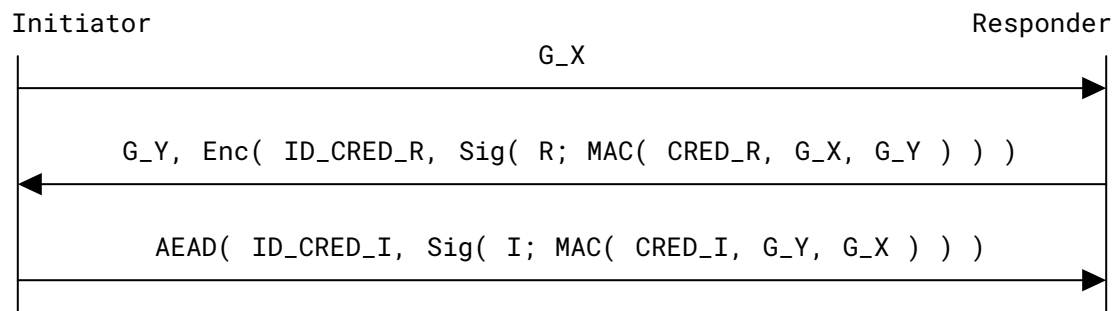 Initiator Responder
G_X
G_Y, Enc( ID_CRED_R, Sig( R; MAC( CRED_R, G_X, G_Y ) ) )
AEAD( ID_CRED_I, Sig( I; MAC( CRED_I, G_Y, G_X ) ) )